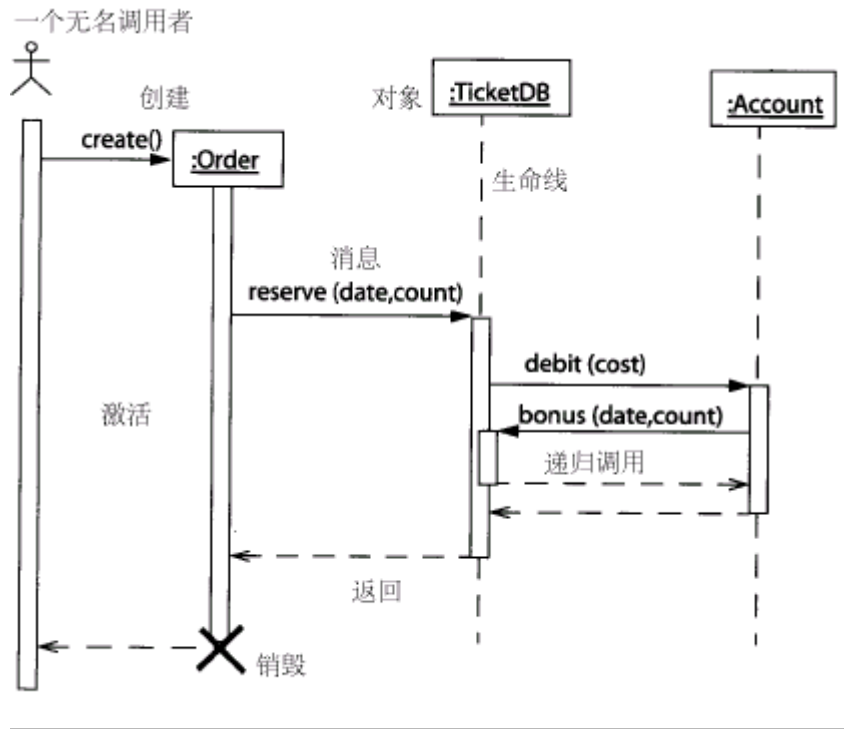 一个无名调用者
创建
对象
:TicketDB
:Account
create()
:Order
生命线
消息
reserve (date,count)
debit (cost)
激活
bonus (date,count)
递归调用
返回
销毁